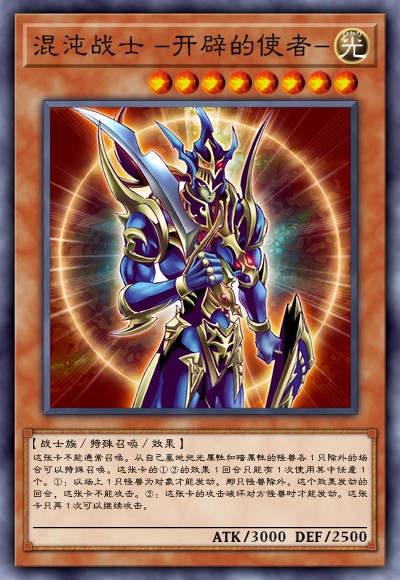 混沌战士 –开辟的使者–
光
ひかり
【战士族／特殊召唤／效果】
这张卡不能通常召唤。从自己墓地把光属性和暗属性的怪兽各１只除外的场
合可以特殊召唤。这张卡的①②的效果１回合只能有１次使用其中任意１
个。①：以场上１只怪兽为对象才能发动。那只怪兽除外。这个效果发动的
回合，这张卡不能攻击。②：这张卡的攻击破坏对方怪兽时才能发动。这张
卡只再１次可以继续攻击。
ATK/3000 DEF/2500